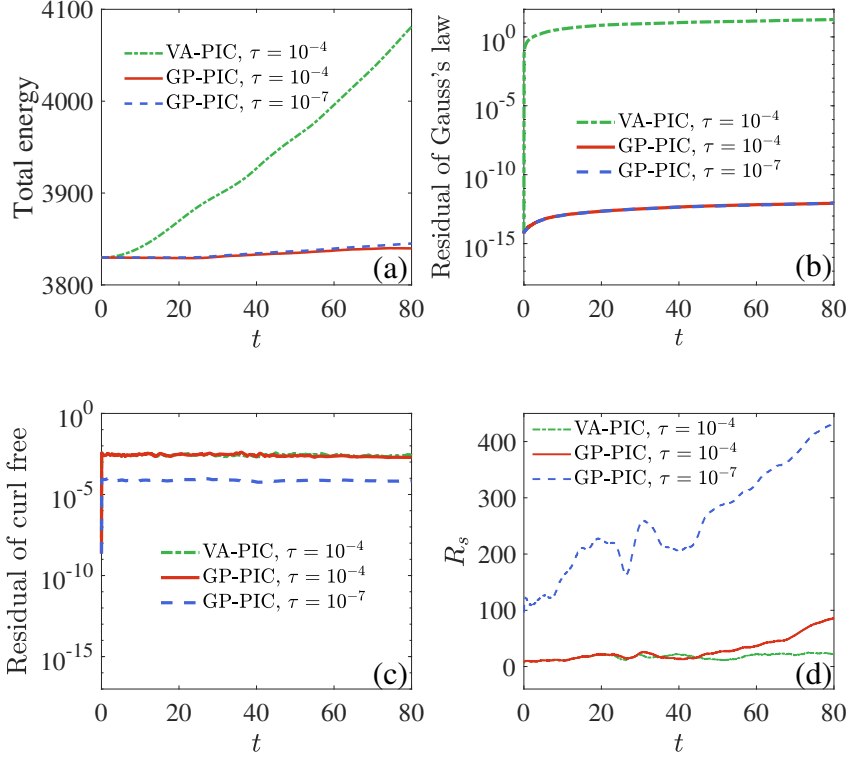 4100
4000
3900
3800
Total energy
VA-PIC, τ = 10⁻⁴
GP-PIC, τ = 10⁻⁴
GP-PIC, τ = 10⁻⁷
(a)
0 20 40 60 80
t
10⁰
10⁻⁵
10⁻¹⁰
10⁻¹⁵
Residual of Gauss's law
VA-PIC, τ = 10⁻⁴
GP-PIC, τ = 10⁻⁴
GP-PIC, τ = 10⁻⁷
(b)
0 20 40 60 80
t
10⁰
10⁻⁵
10⁻¹⁰
10⁻¹⁵
Residual of curl free
VA-PIC, τ = 10⁻⁴
GP-PIC, τ = 10⁻⁴
GP-PIC, τ = 10⁻⁷
(c)
0 20 40 60 80
t
VA-PIC, τ = 10⁻⁴
GP-PIC, τ = 10⁻⁴
GP-PIC, τ = 10⁻⁷
400
300
200
100
0
Rₛ
(d)
0 20 40 60 80
t